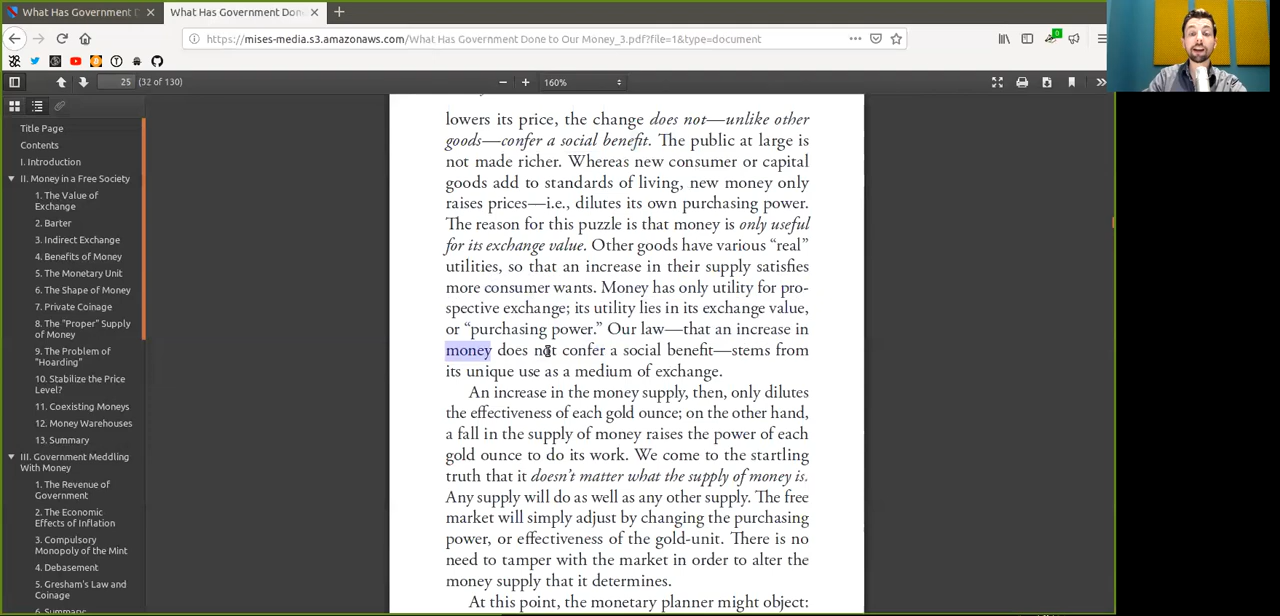 What Has Government D
What Has Government Don
https://mises-media.s3.amazonaws.com/What Has Government Done to Our Money_3.pdf?file=1&type=document
0
25 (32 of 130)
160%
Title Page
Contents
I. Introduction
II. Money in a Free Society
1. The Value of
Exchange
2. Barter
3. Indirect Exchange
4. Benefits of Money
5. The Monetary Unit
6. The Shape of Money
7. Private Coinage
8. The “Proper” Supply
of Money
9. The Problem of
“Hoarding”
10. Stabilize the Price
Level?
11. Coexisting Moneys
12. Money Warehouses
13. Summary
III. Government Meddling
With Money
1. The Revenue of
Government
2. The Economic
Effects of Inflation
3. Compulsory
Monopoly of the Mint
4. Debasement
5. Gresham's Law and
Coinage
6. Summary
lowers its price, the change does not—unlike other
goods—confer a social benefit. The public at large is
not made richer. Whereas new consumer or capital
goods add to standards of living, new money only
raises prices—i.e., dilutes its own purchasing power.
The reason for this puzzle is that money is only useful
for its exchange value. Other goods have various “real”
utilities, so that an increase in their supply satisfies
more consumer wants. Money has only utility for pro-
spective exchange; its utility lies in its exchange value,
or “purchasing power.” Our law—that an increase in
money does not confer a social benefit—stems from
its unique use as a medium of exchange.
An increase in the money supply, then, only dilutes
the effectiveness of each gold ounce; on the other hand,
a fall in the supply of money raises the power of each
gold ounce to do its work. We come to the startling
truth that it doesn’t matter what the supply of money is.
Any supply will do as well as any other supply. The free
market will simply adjust by changing the purchasing
power, or effectiveness of the gold-unit. There is no
need to tamper with the market in order to alter the
money supply that it determines.
At this point, the monetary planner might object: